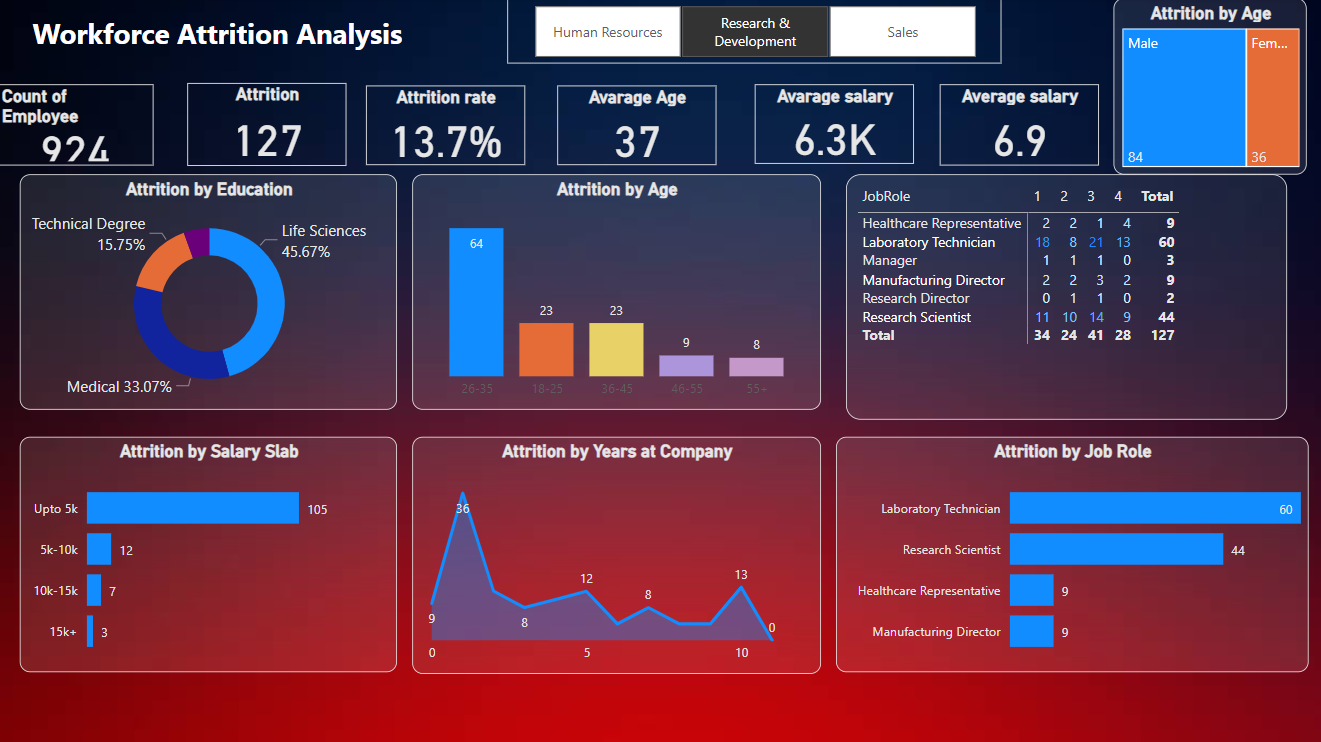 Workforce Attrition Analysis
Human Resources
Research &
Development
Sales
Attrition by Age
Male
Fem...
84
36
Count of
Employee
924
Attrition
127
Attrition rate
13.7%
Avarage Age
37
Avarage salary
6.3K
Average salary
6.9
Attrition by Education
Technical Degree
15.75%
Life Sciences
45.67%
Medical 33.07%
Attrition by Age
64
23
23
9
8
26-35 18-25 36-45 46-55 55+
JobRole 1 2 3 4 Total
Healthcare Representative 2 2 1 4 9
Laboratory Technician 18 8 21 13 60
Manager 1 1 1 0 3
Manufacturing Director 2 2 3 2 9
Research Director 0 1 1 0 2
Research Scientist 11 10 14 9 44
Total 34 24 41 28 127
Attrition by Salary Slab
Upto 5k 105
5k-10k 12
10k-15k 7
15k+ 3
Attrition by Years at Company
36
9
8
12
8
13
0
0 5 10
Attrition by Job Role
Laboratory Technician 60
Research Scientist 44
Healthcare Representative 9
Manufacturing Director 9